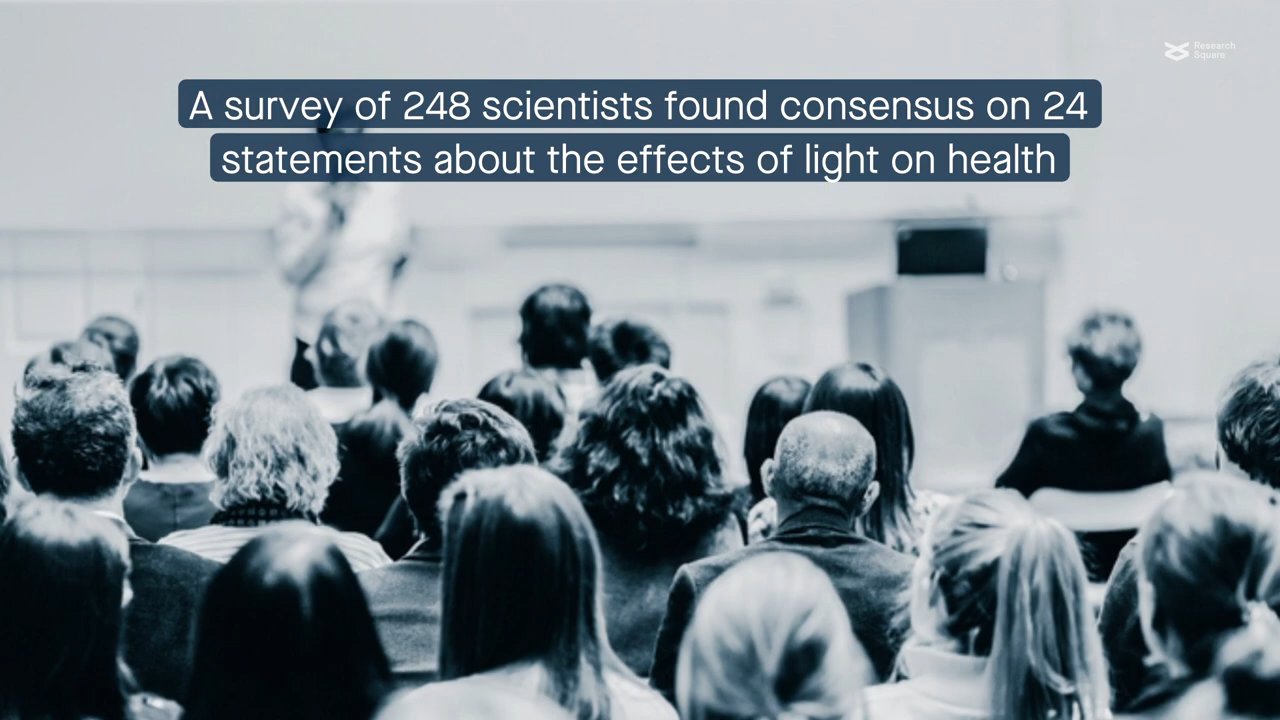 Research
Square
A survey of 248 scientists found consensus on 24
statements about the effects of light on health